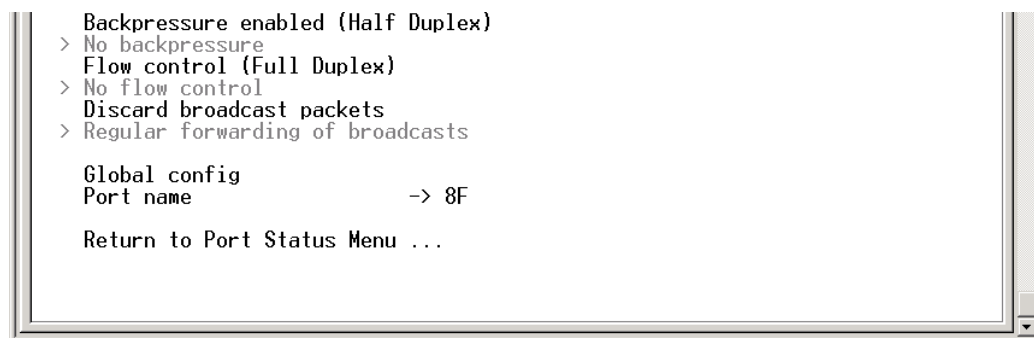 Backpressure enabled (Half Duplex)
> No backpressure
Flow control (Full Duplex)
> No flow control
Discard broadcast packets
> Regular forwarding of broadcasts
Global config
Port name -> 8F
Return to Port Status Menu ...